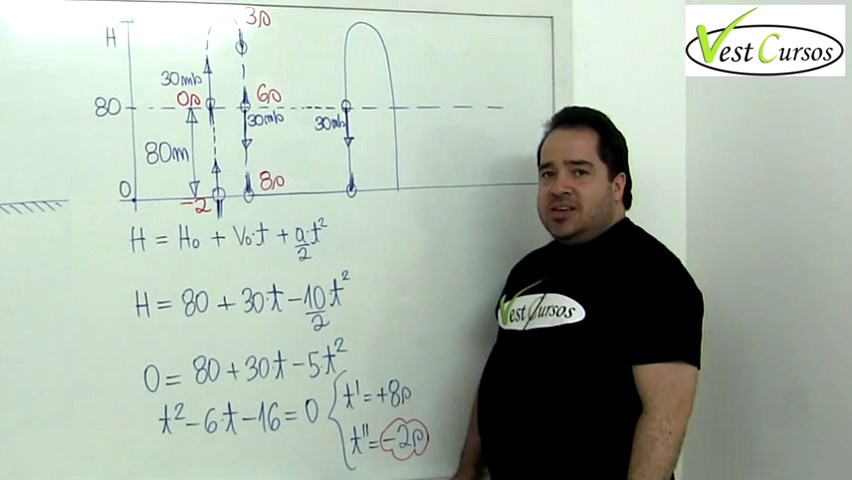 Vest Cursos
H
3s
30m/s
0s
6s
80
30m/s
30m/s
80m
0
-2
8s
H = H₀ + V₀·t + a·t²/2
H = 80 + 30·t - 10/2 t²
0 = 80 + 30·t - 5·t²
t² - 6·t - 16 = 0
t' = +8s
t'' = -2s
Vest Cursos